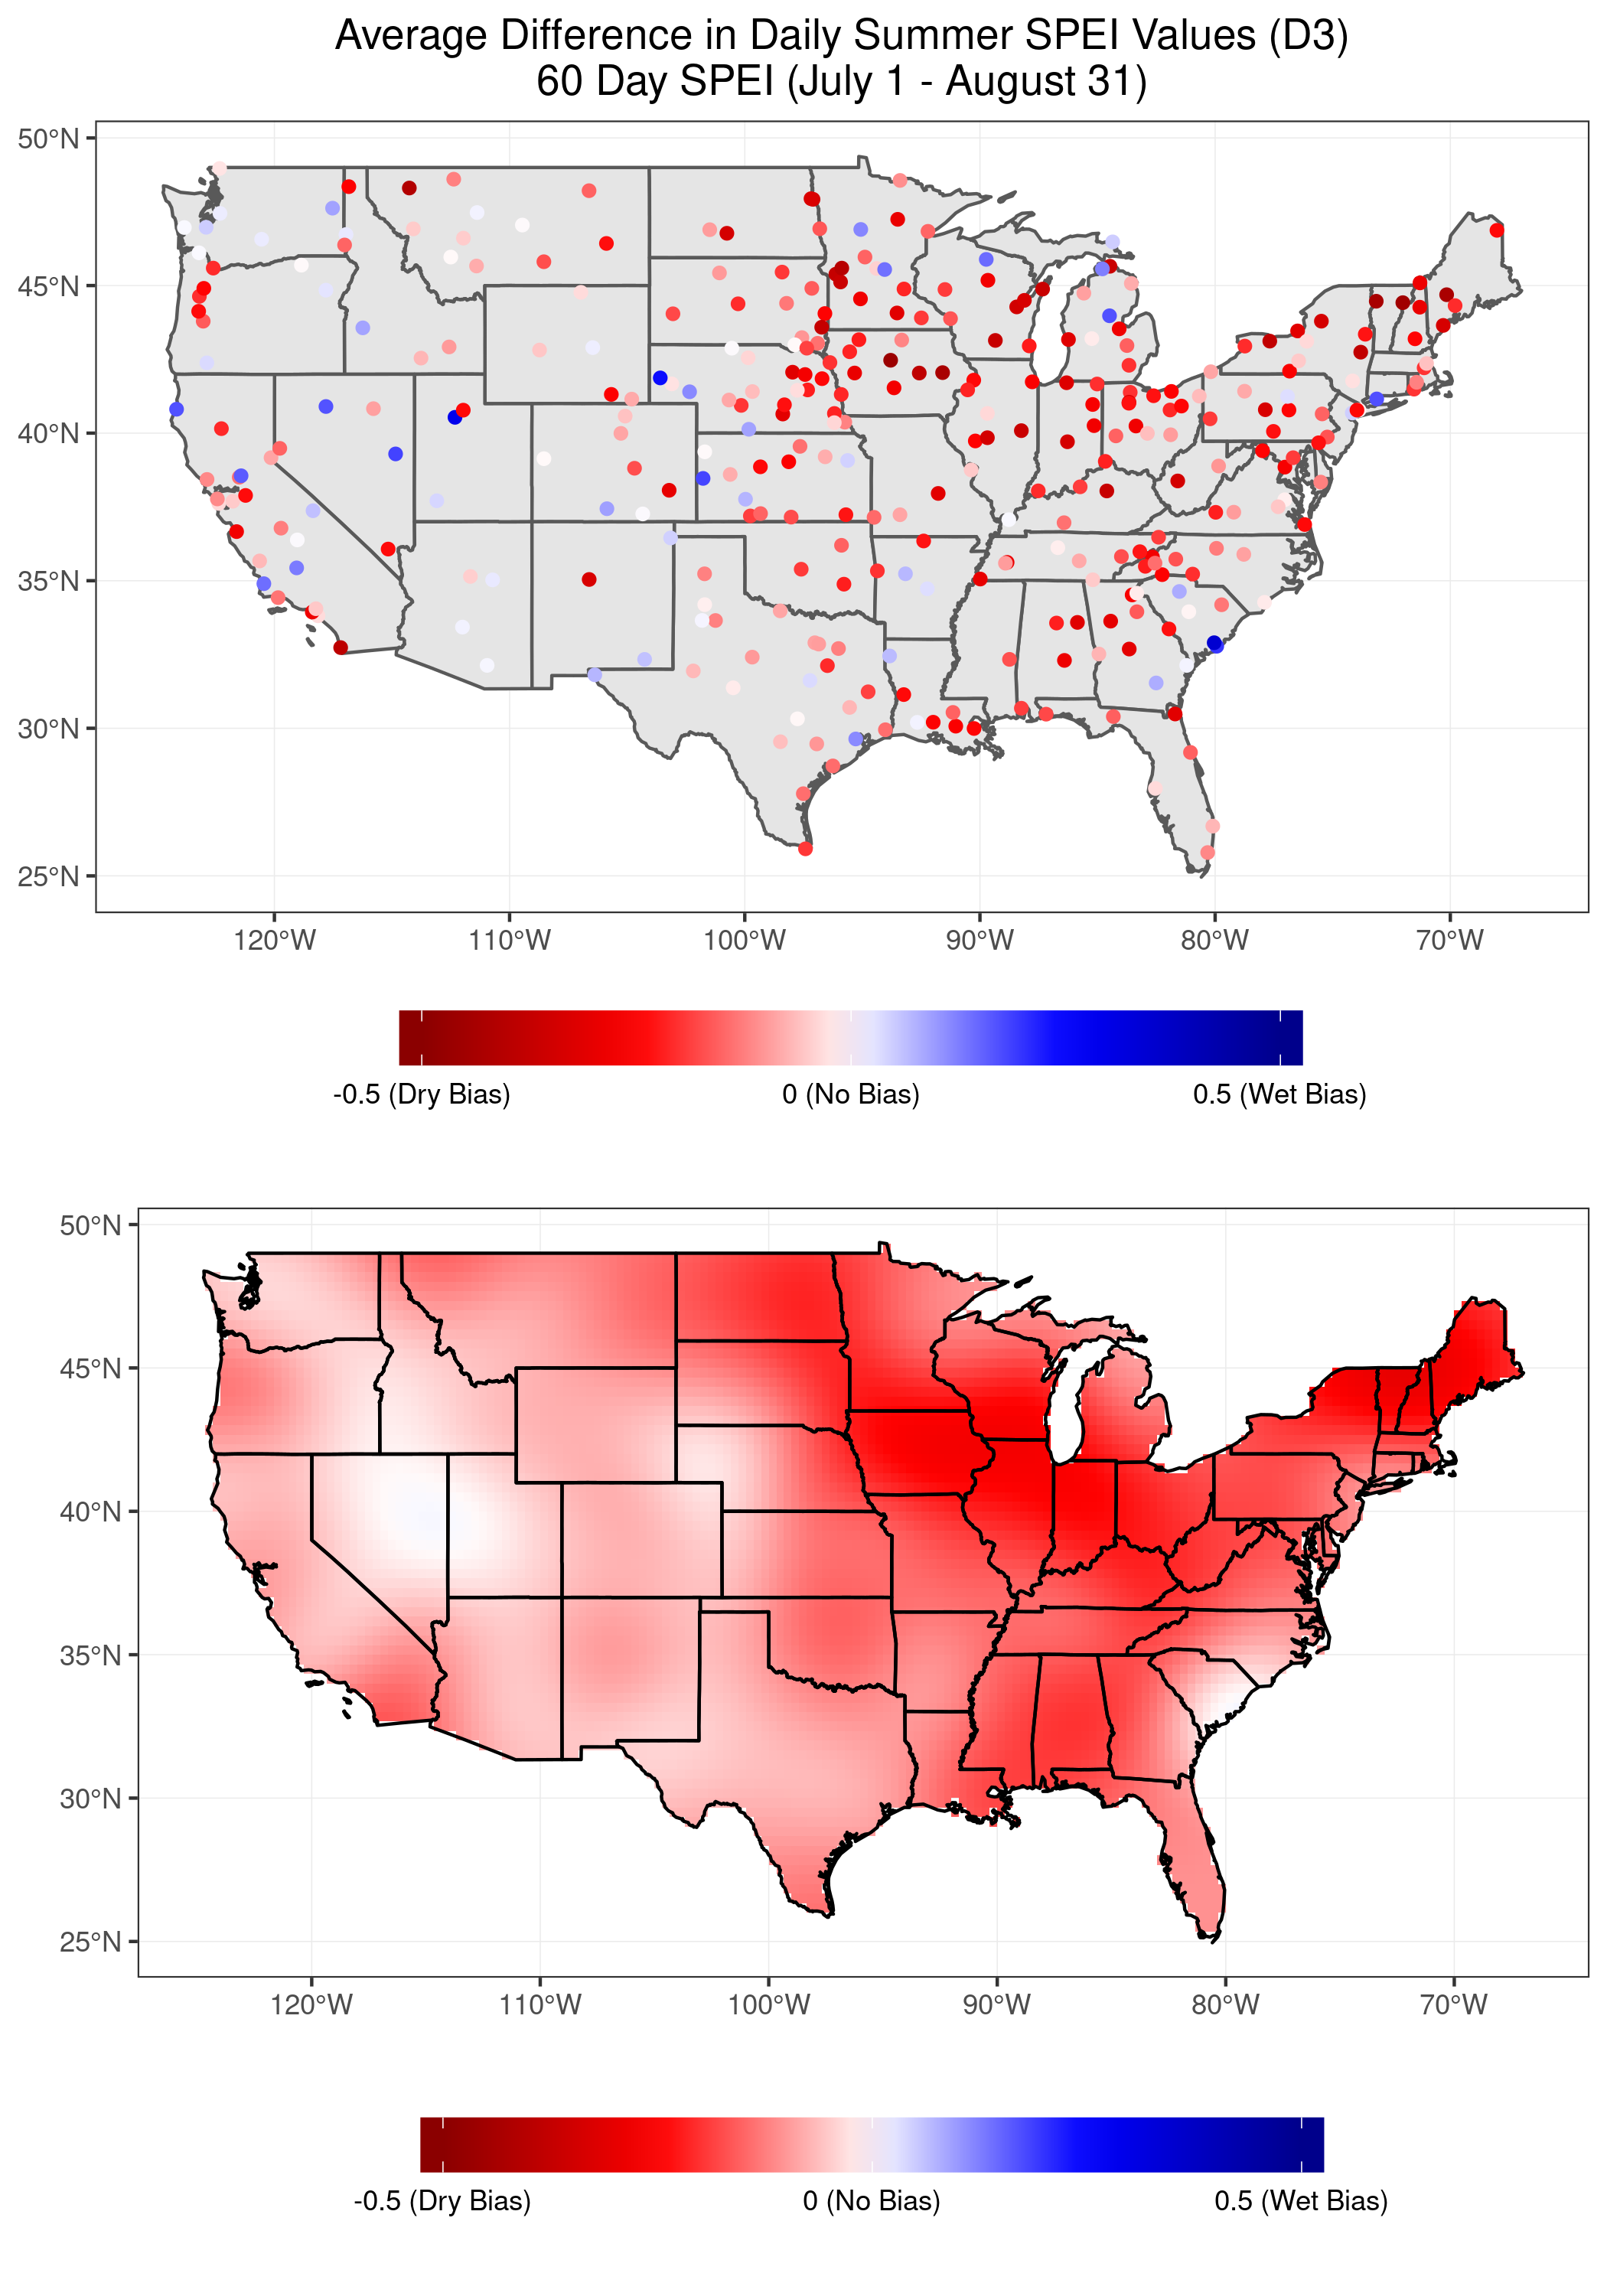 Average Difference in Daily Summer SPEI Values (D3)
60 Day SPEI (July 1 - August 31)
50°N
45°N
40°N
35°N
30°N
25°N
120°W 110°W 100°W 90°W 80°W 70°W
-0.5 (Dry Bias) 0 (No Bias) 0.5 (Wet Bias)
50°N
45°N
40°N
35°N
30°N
25°N
120°W 110°W 100°W 90°W 80°W 70°W
-0.5 (Dry Bias) 0 (No Bias) 0.5 (Wet Bias)